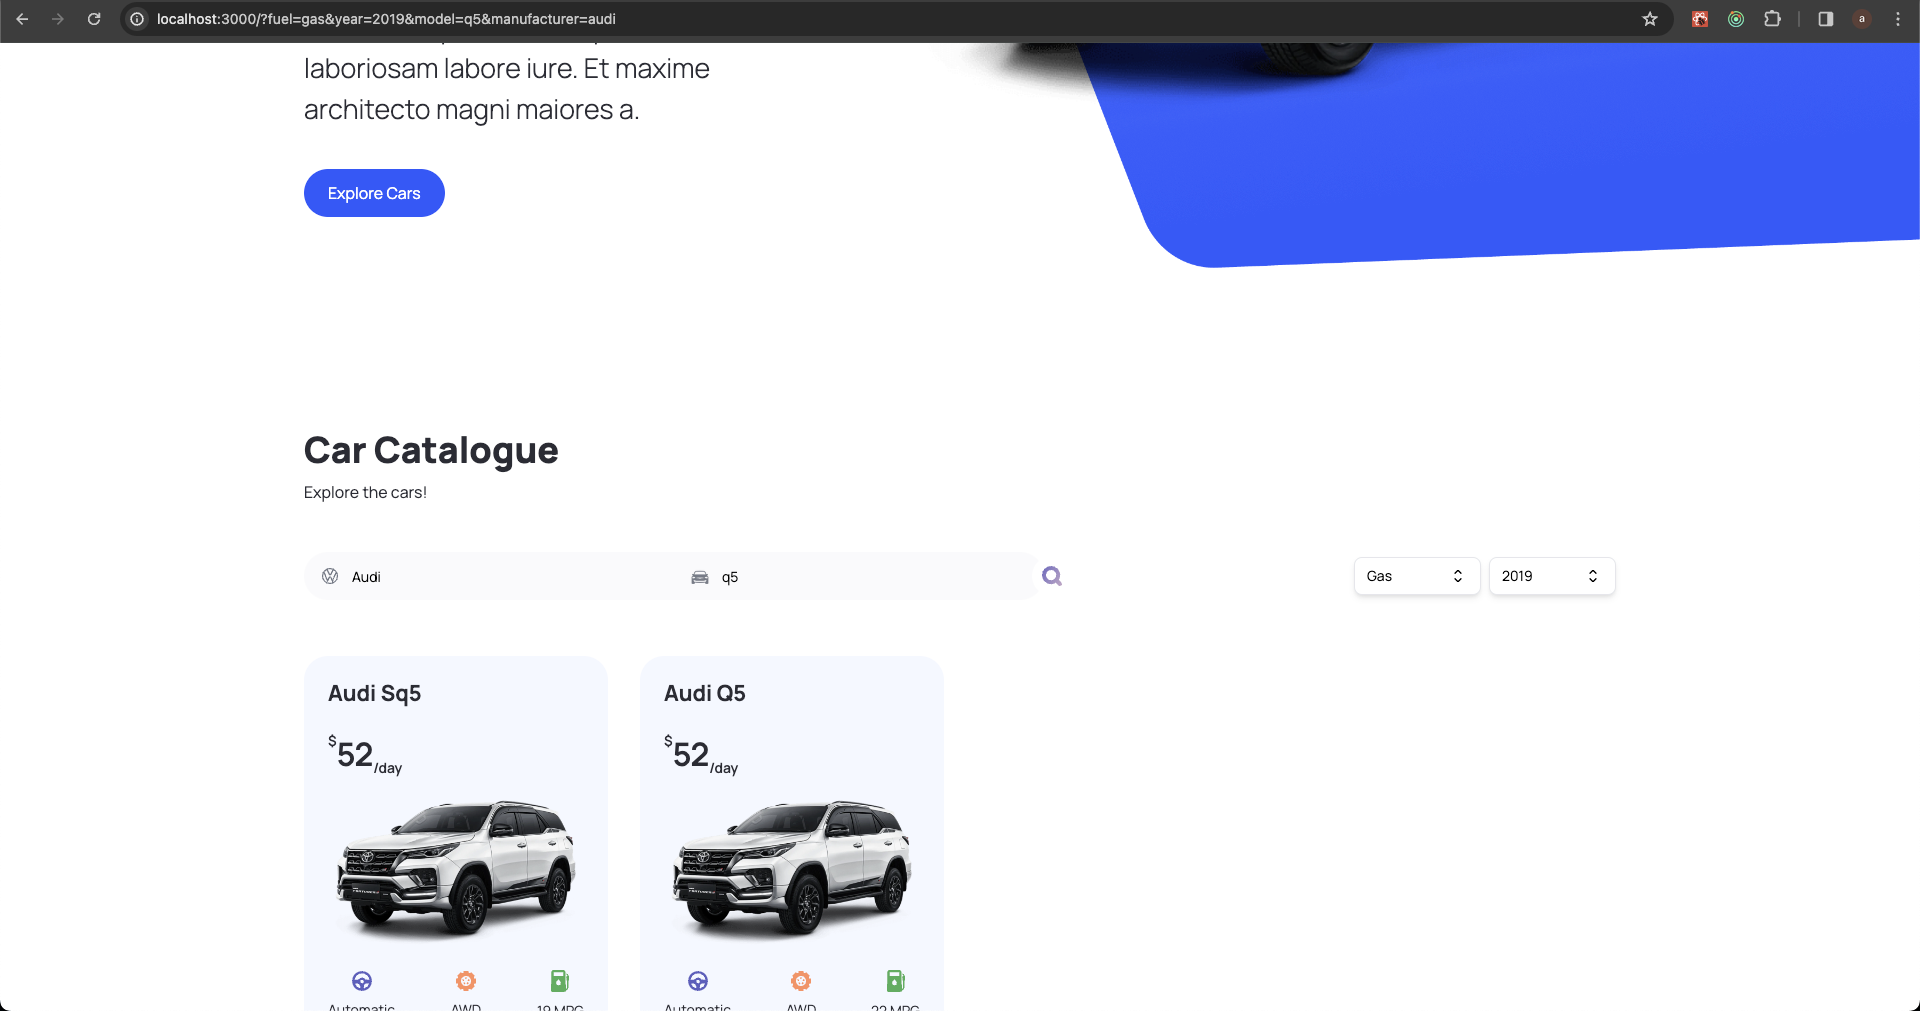 localhost:3000/?fuel=gas&year=2019&model=q5&manufacturer=audi
a
laboriosam labore iure. Et maxime
architecto magni maiores a.
Explore Cars
Car Catalogue
Explore the cars!
Audi
q5
Gas
2019
Audi Sq5
$52/day
Automatic
AWD
19 MPG
Audi Q5
$52/day
Automatic
AWD
22 MPG